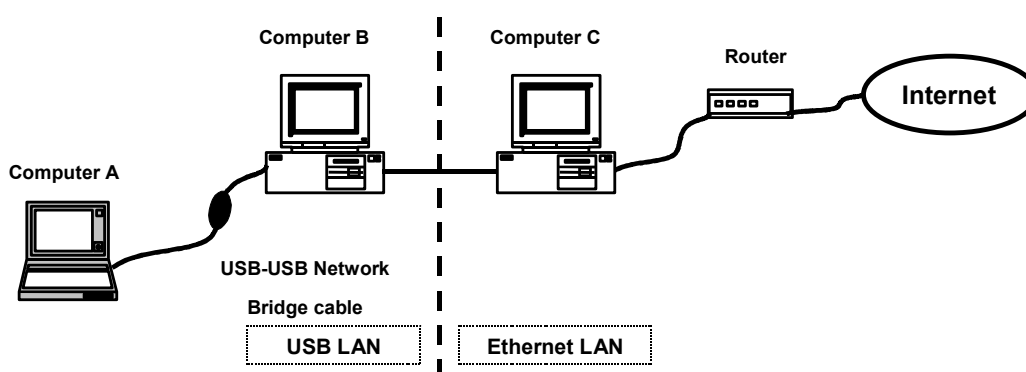 Computer B
Computer C
Router
Internet
Computer A
USB-USB Network
Bridge cable
USB LAN
Ethernet LAN